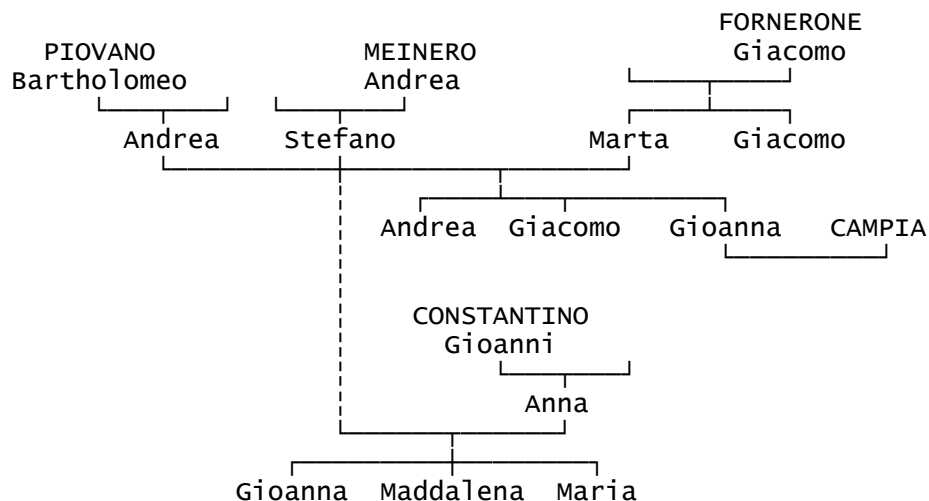 FORNERONE
PIOVANO MEINERO Giacomo
Bartholomeo Andrea
Andrea Stefano Marta Giacomo
Andrea Giacomo Gioanna CAMPIA
CONSTANTINO
Gioanni
Anna
Gioanna Maddalena Maria